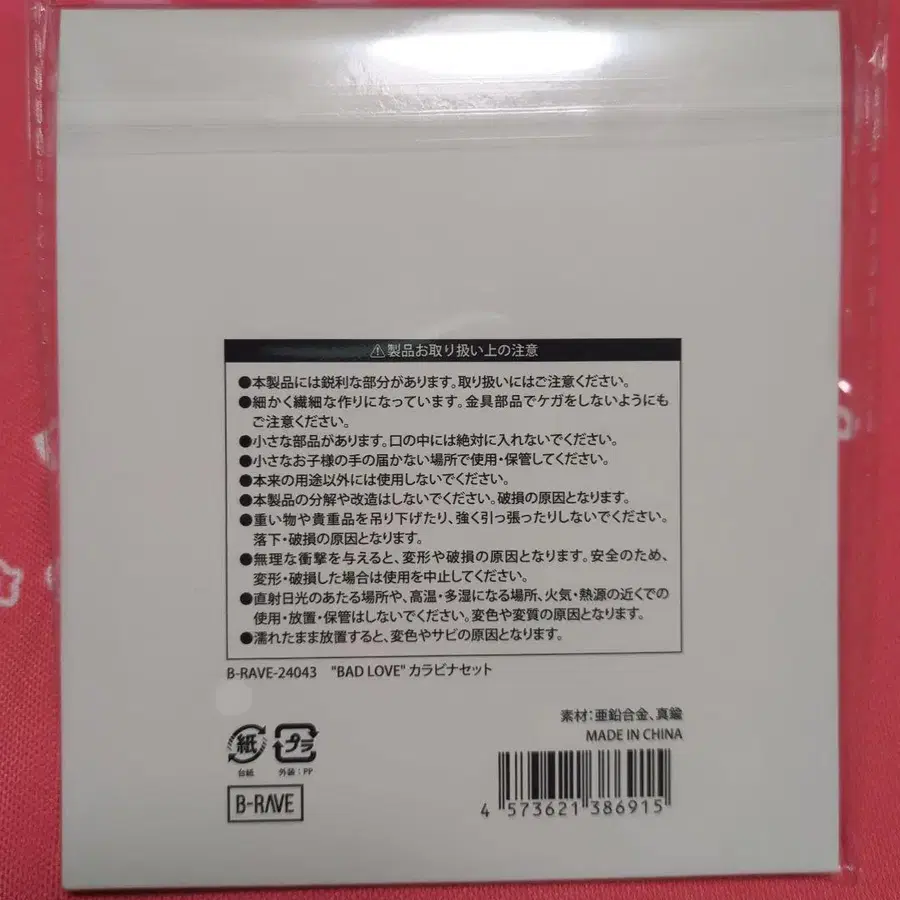 ⚠製品お取り扱い上の注意
●本製品には鋭利な部分があります。取り扱いにはご注意ください。
●細かく繊細な作りになっています。金具部品でケガをしないようにも
ご注意ください。
●小さな部品があります。口の中には絶対に入れないでください。
●小さなお子様の手の届かない場所で使用・保管してください。
●本来の用途以外には使用しないでください。
●本製品の分解や改造はしないでください。破損の原因となります。
●重い物や貴重品を吊り下げたり、強く引っ張ったりしないでください。
落下・破損の原因となります。
●無理な衝撃を与えると、変形や破損の原因となります。安全のため、
変形・破損した場合は使用を中止してください。
●直射日光のあたる場所や、高温・多湿になる場所、火気・熱源の近くでの
使用・放置・保管はしないでください。変色や変質の原因となります。
●濡れたまま放置すると、変色やサビの原因となります。
B-RAVE-24043 "BAD LOVE" カラビナセット
素材:亜鉛合金、真鍮
MADE IN CHINA
紙 プラ
台紙 外装:PP
B-RAVE
4 573621 386915